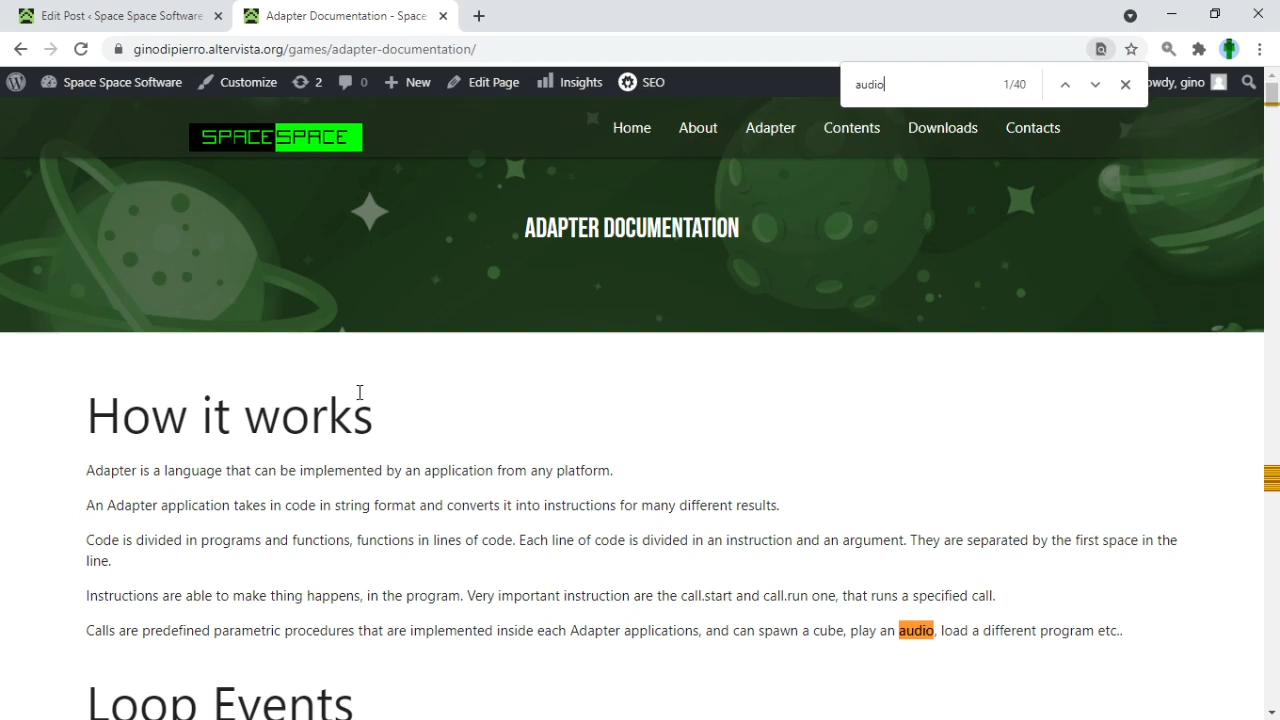 Edit Post ‹ Space Space Software
Adapter Documentation - Space
ginodipierro.altervista.org/games/adapter-documentation/
Space Space Software Customize 2 0 New Edit Page Insights SEO
audio 1/40
owdy, gino
SPACESPACE
Home About Adapter Contents Downloads Contacts
ADAPTER DOCUMENTATION
How it works
Adapter is a language that can be implemented by an application from any platform.
An Adapter application takes in code in string format and converts it into instructions for many different results.
Code is divided in programs and functions, functions in lines of code. Each line of code is divided in an instruction and an argument. They are separated by the first space in the
line.
Instructions are able to make thing happens, in the program. Very important instruction are the call.start and call.run one, that runs a specified call.
Calls are predefined parametric procedures that are implemented inside each Adapter applications, and can spawn a cube, play an audio, load a different program etc..
Loop Events